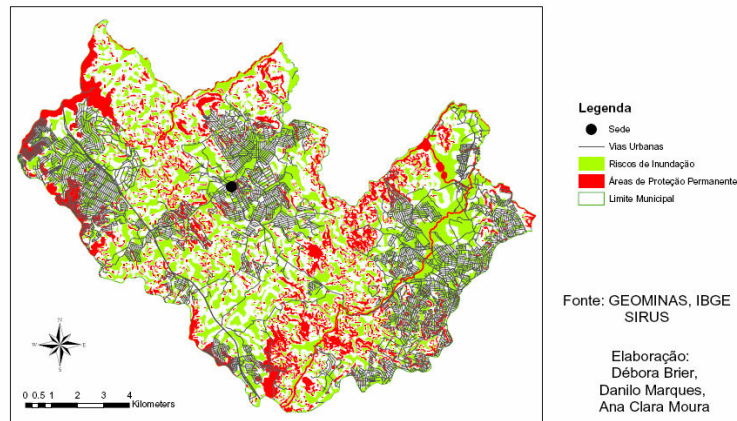 Legenda
Sede
Vias Urbanas
Riscos de Inundação
Áreas de Proteção Permanente
Limite Municipal
Fonte: GEOMINAS, IBGE
SIRUS
Elaboração:
Débora Brier,
Danilo Marques,
Ana Clara Moura
N
W E
S
0 0.5 1 2 3 4
Kilometers